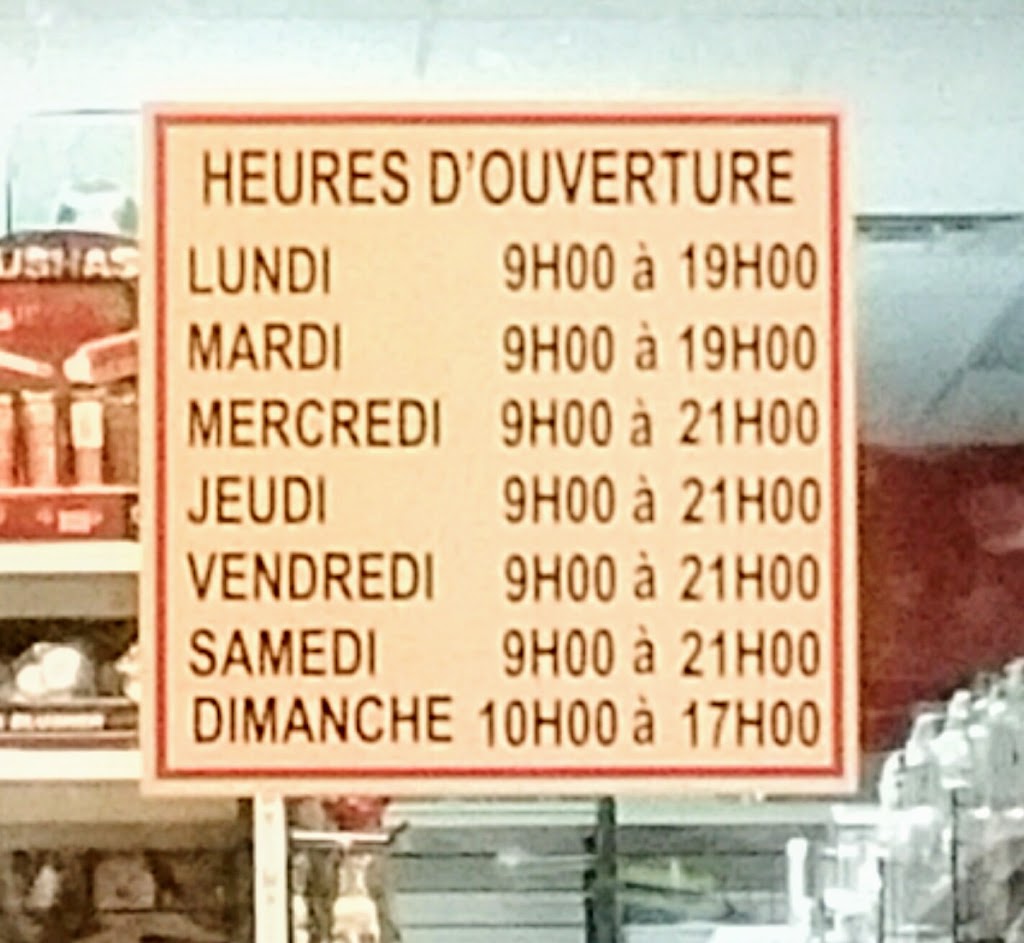 HEURES D'OUVERTURE
LUNDI 9H00 à 19H00
MARDI 9H00 à 19H00
MERCREDI 9H00 à 21H00
JEUDI 9H00 à 21H00
VENDREDI 9H00 à 21H00
SAMEDI 9H00 à 21H00
DIMANCHE 10H00 à 17H00